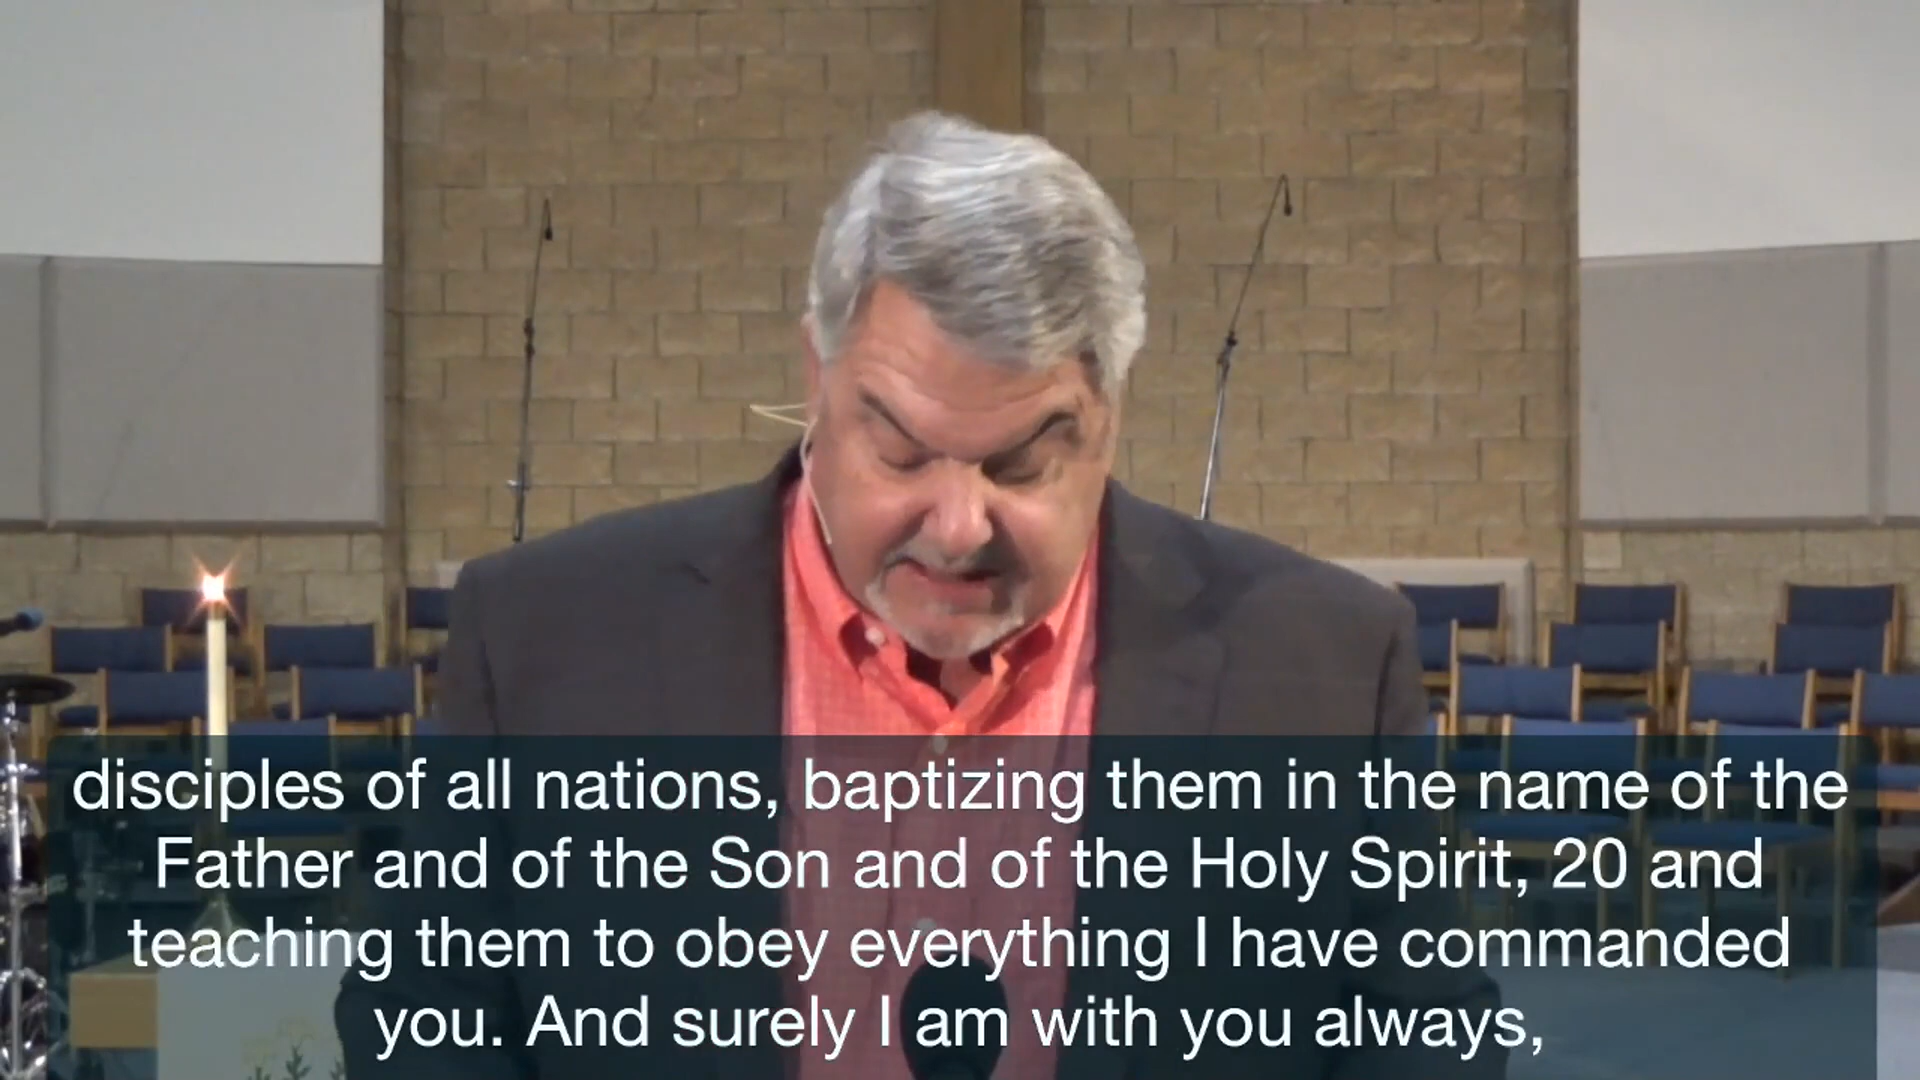 disciples of all nations, baptizing them in the name of the
Father and of the Son and of the Holy Spirit, 20 and
teaching them to obey everything I have commanded
you. And surely I am with you always,